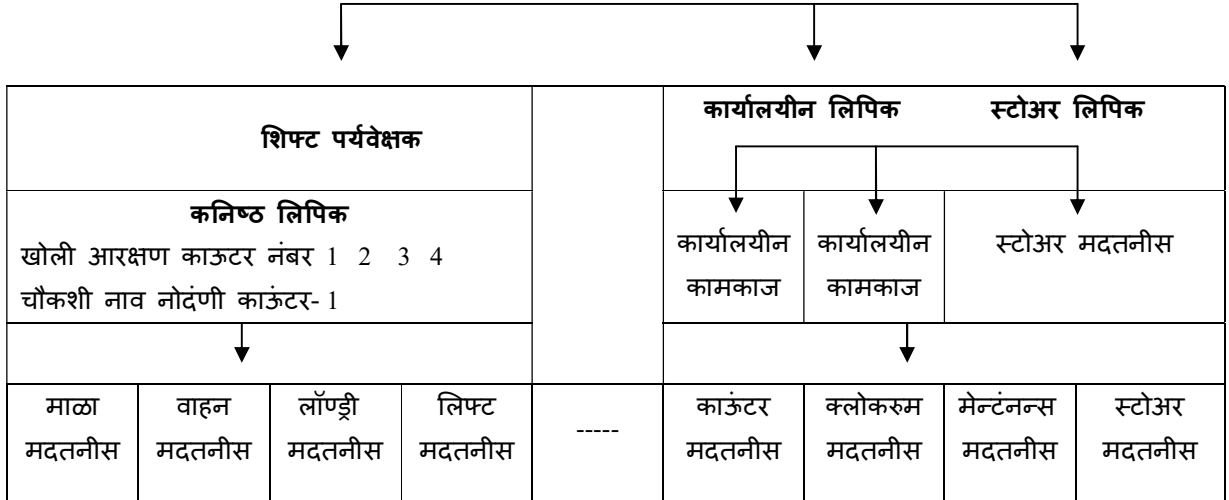 शिफ्ट पर्यवेक्षक
कार्यालयीन लिपिक स्टोअर लिपिक
कनिष्ठ लिपिक
खोली आरक्षण काऊटर नंबर 1 2 3 4
चौकशी नाव नोदंणी काऊंटर- 1
कार्यालयीन
कामकाज
कार्यालयीन
कामकाज
स्टोअर मदतनीस
माळा
मदतनीस
वाहन
मदतनीस
लॉण्ड्री
मदतनीस
लिफ्ट
मदतनीस
-----
काऊंटर
मदतनीस
क्लोकरुम
मदतनीस
मेन्टंनन्स
मदतनीस
स्टोअर
मदतनीस